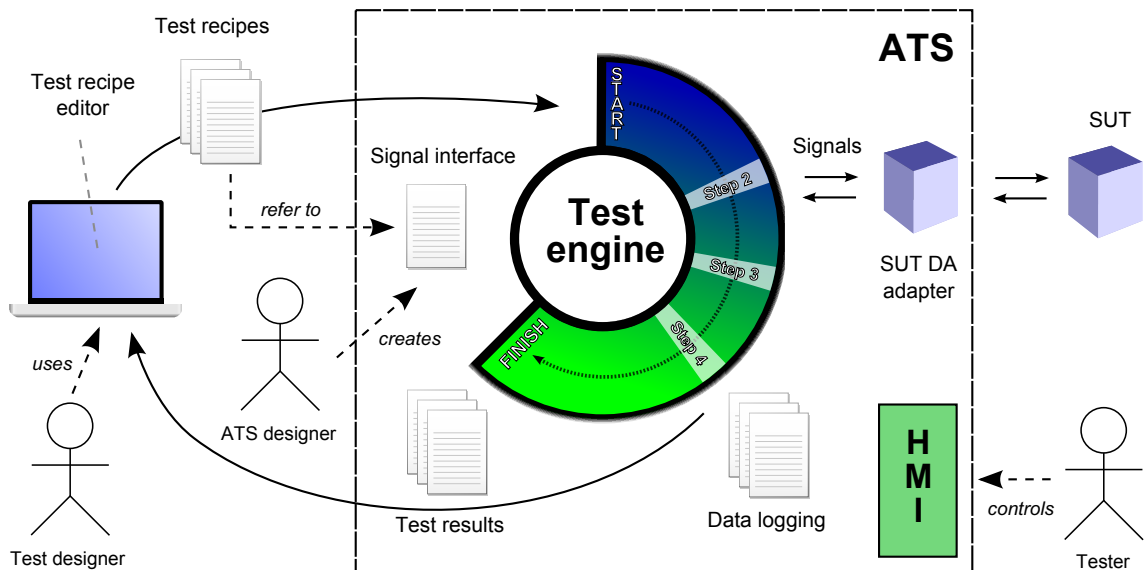 Test recipes
ATS
Test recipe
editor
START
SUT
Signal interface
Signals
Step 2
refer to
Test
engine
Step 3
SUT DA
adapter
creates
FINISH
Step 4
uses
ATS designer
H
M
I
controls
Test results
Data logging
Test designer
Tester